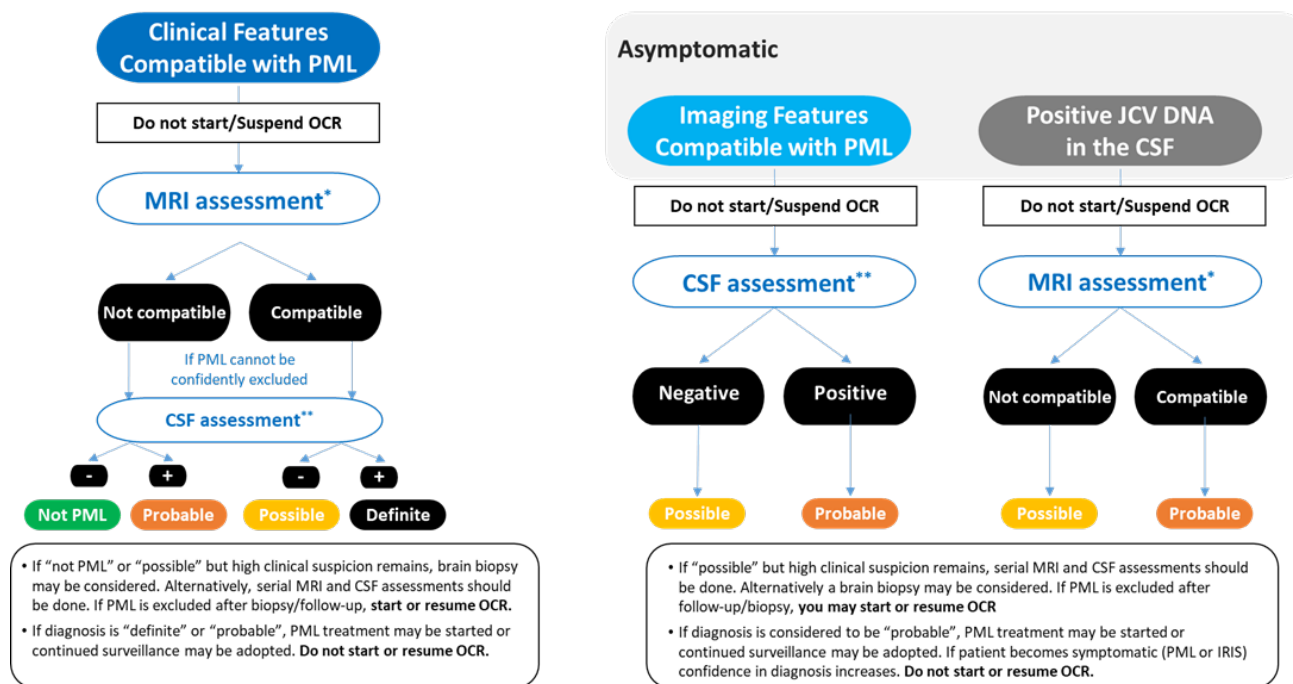 Clinical Features
Compatible with PML
Do not start/Suspend OCR
MRI assessment*
Not compatible
Compatible
If PML cannot be
confidently excluded
CSF assessment**
-
+
-
+
Not PML
Probable
Possible
Definite
• If “not PML” or “possible” but high clinical suspicion remains, brain biopsy
may be considered. Alternatively, serial MRI and CSF assessments should
be done. If PML is excluded after biopsy/follow-up, start or resume OCR.
• If diagnosis is “definite” or “probable”, PML treatment may be started or
continued surveillance may be adopted. Do not start or resume OCR.
Asymptomatic
Imaging Features
Compatible with PML
Do not start/Suspend OCR
CSF assessment**
Negative
Positive
Possible
Probable
Positive JCV DNA
in the CSF
Do not start/Suspend OCR
MRI assessment*
Not compatible
Compatible
Possible
Probable
• If “possible” but high clinical suspicion remains, serial MRI and CSF assessments should
be done. Alternatively a brain biopsy may be considered. If PML is excluded after
follow-up/biopsy, you may start or resume OCR
• If diagnosis is considered to be “probable”, PML treatment may be started or
continued surveillance may be adopted. If patient becomes symptomatic (PML or IRIS)
confidence in diagnosis increases. Do not start or resume OCR.